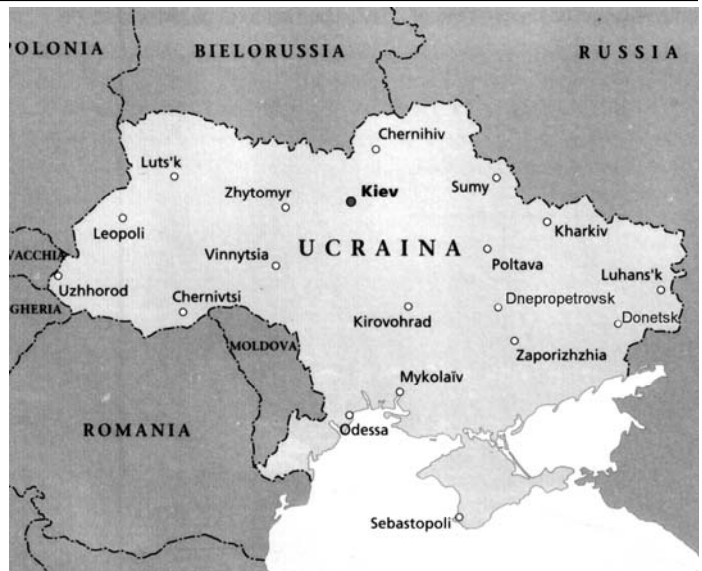 POLONIA
BIELORUSSIA
RUSSIA
Chernihiv
Luts'k
Sumy
Zhytomyr
Kiev
Leopoli
Kharkiv
UCRAINA
VACCHIA
Vinnytsia
Poltava
Uzhhorod
Luhans'k
GHERIA
Chernivtsi
Dnepropetrovsk
Kirovohrad
Donetsk
MOLDOVA
Zaporizhzhia
Mykolaïv
ROMANIA
Odessa
Sebastopoli